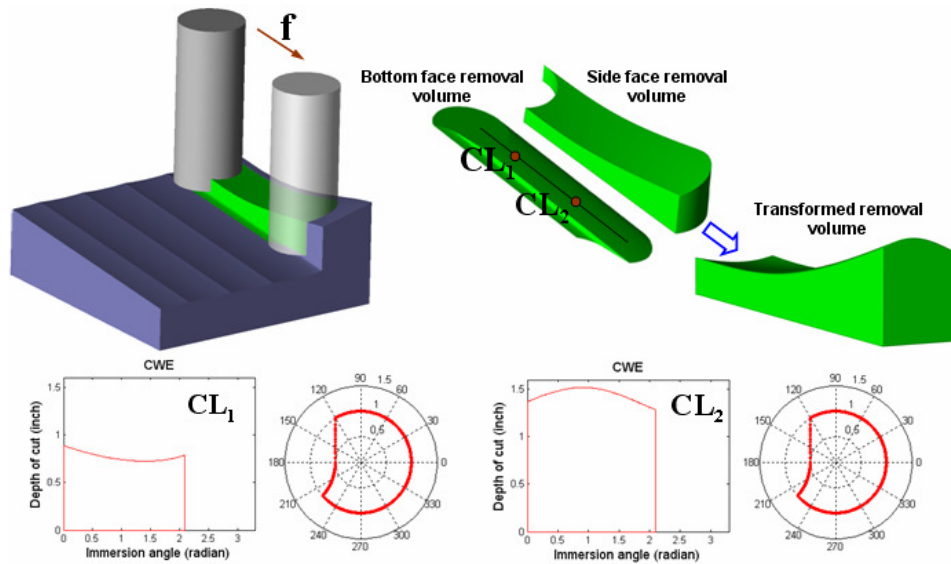 f
Bottom face removal
volume
Side face removal
volume
CL1
CL2
Transformed removal
volume
CWE
CL1
Depth of cut (inch)
1.5
1
0.5
0
0 0.5 1 1.5 2 2.5 3
Immersion angle (radian)
90
1.5
120
60
1
150
0.5
30
180
0
210
330
240
300
270
CWE
CL2
Depth of cut (inch)
1.5
1
0.5
0
0 0.5 1 1.5 2 2.5 3
Immersion angle (radian)
90
1.5
120
60
1
150
0.5
30
180
0
210
330
240
300
270